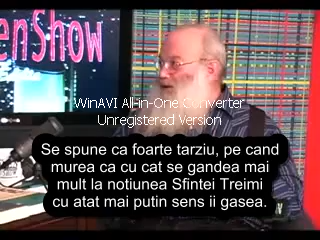 enShow
WinAVI All-in-One Converter
Unregistered Version
Se spune ca foarte tarziu, pe cand
murea ca cu cat se gandea mai
mult la notiunea Sfintei Treimi
cu atat mai putin sens ii gasea.